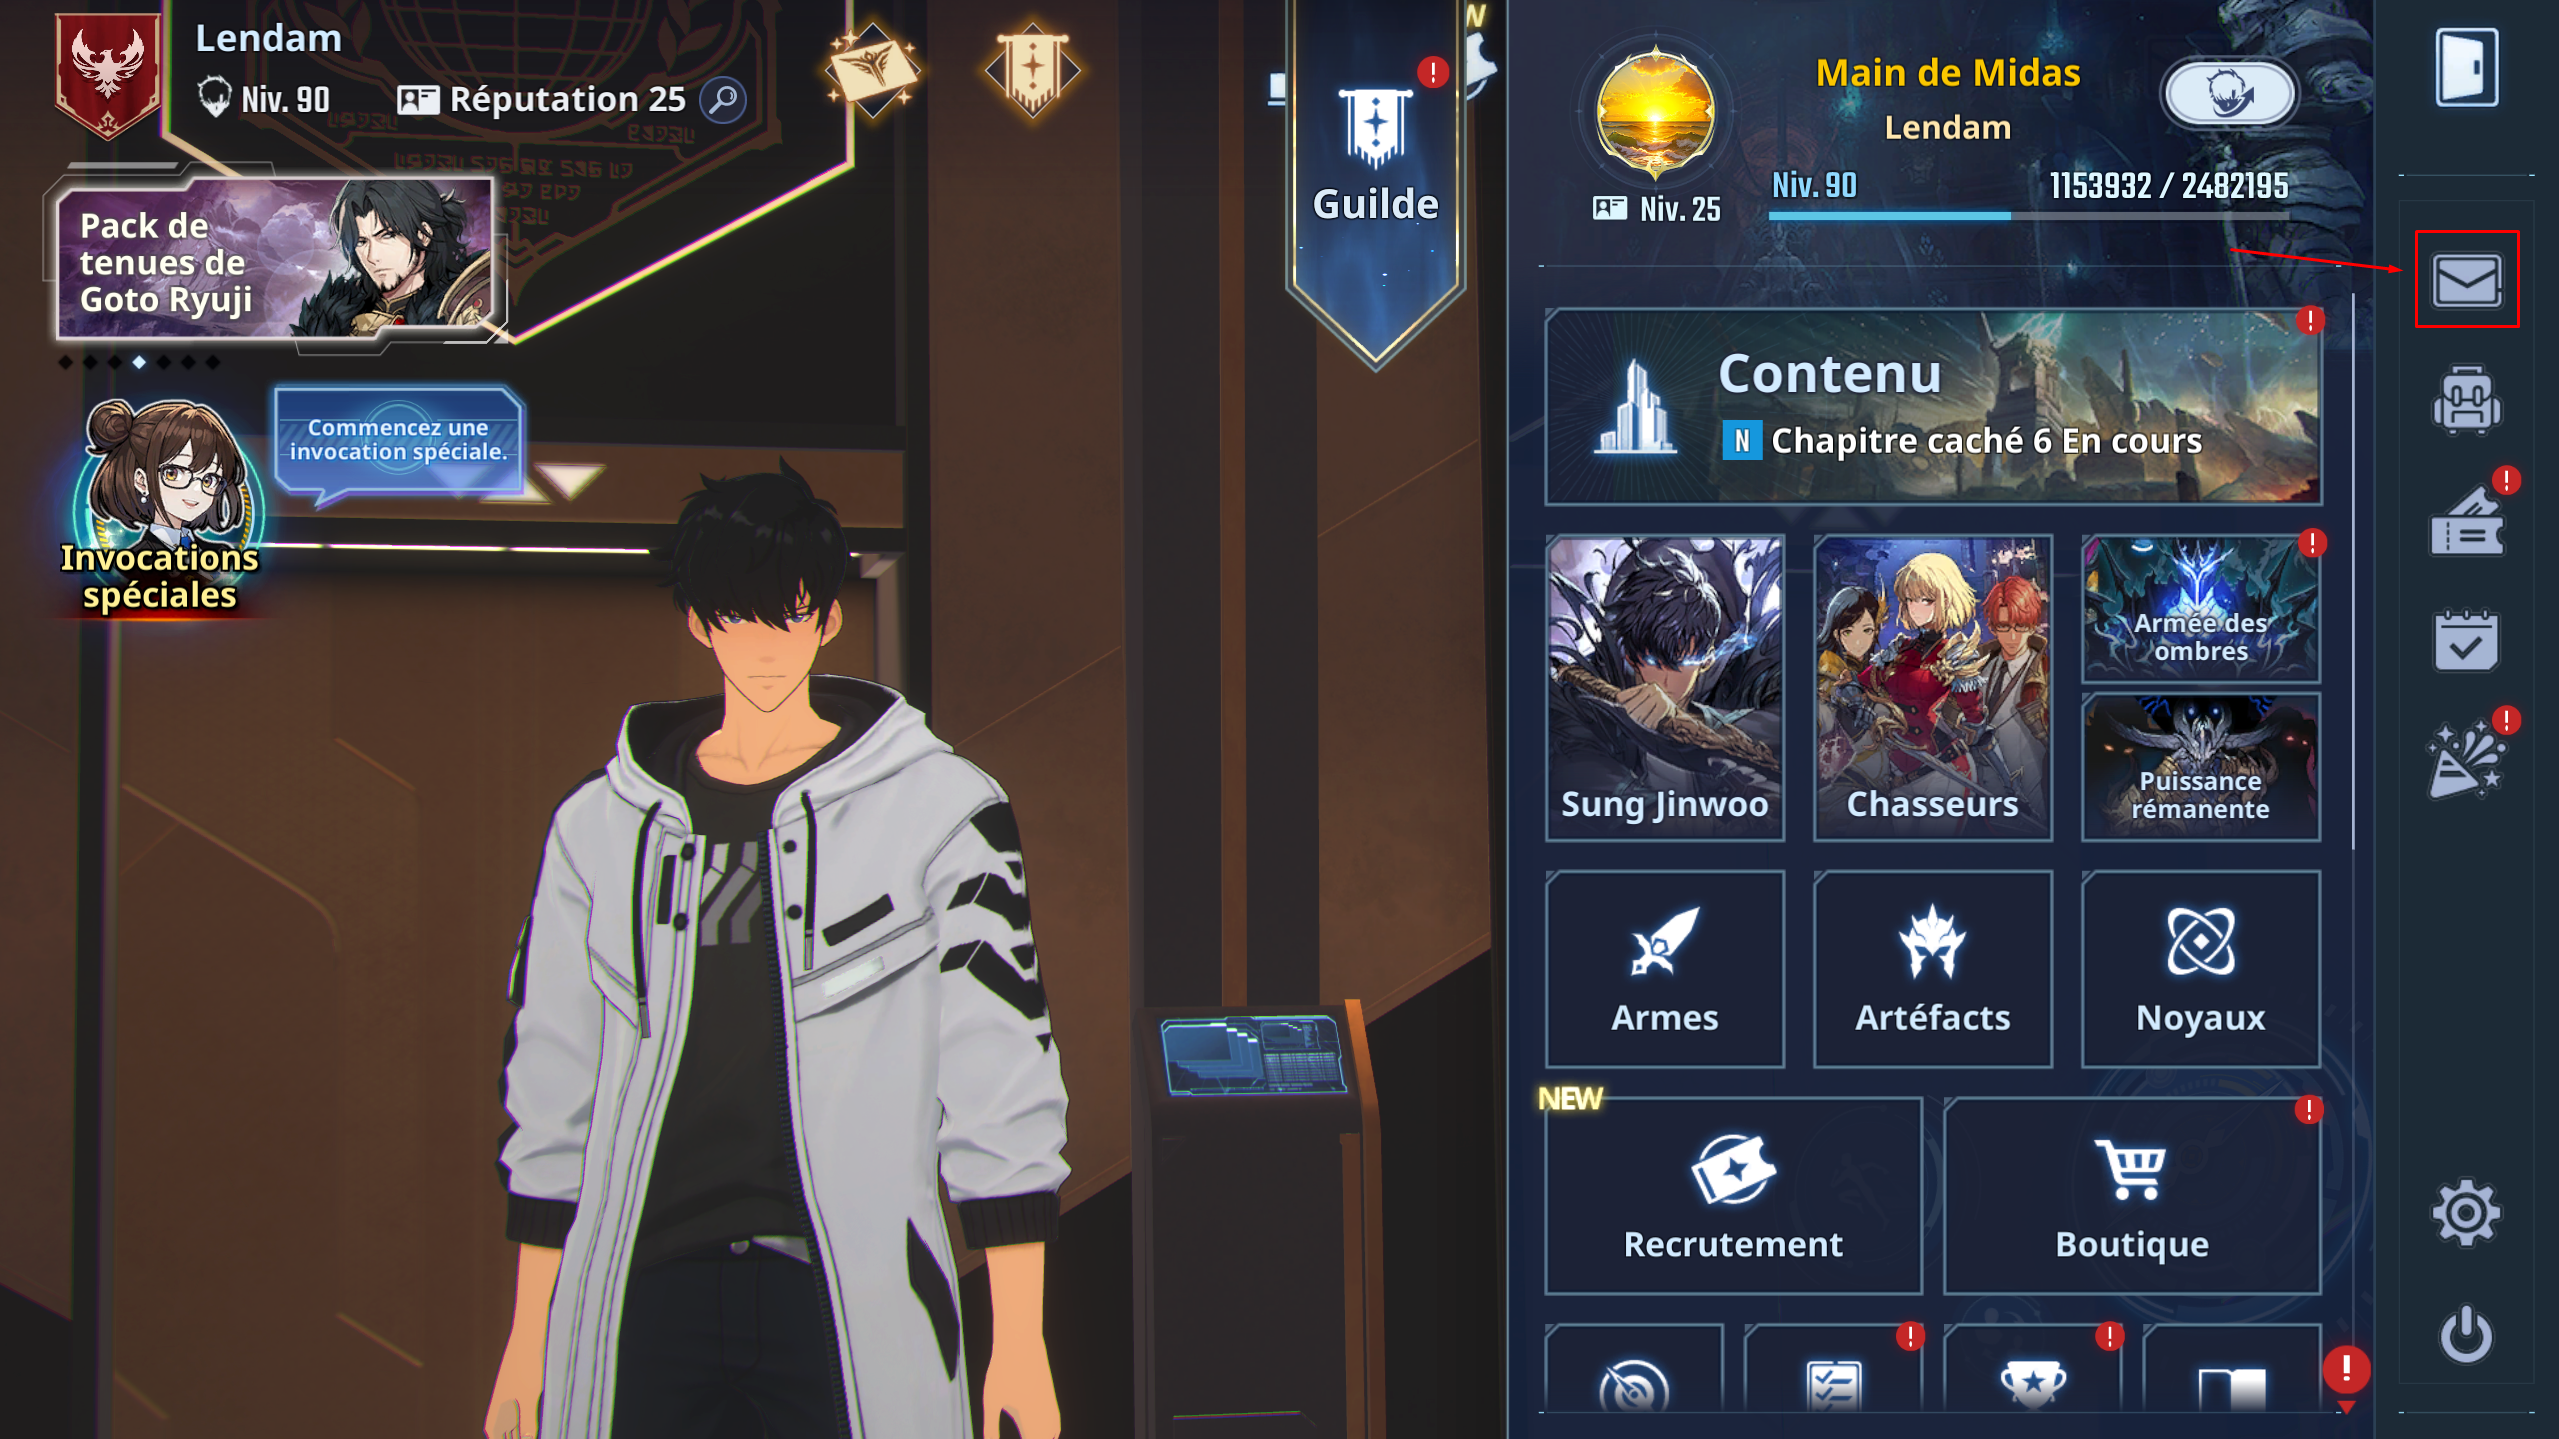 Lendam
Niv. 90
Réputation 25
Pack de
tenues de
Goto Ryuji
Commencez une
invocation spéciale.
Invocations
spéciales
Guilde
Main de Midas
Lendam
Niv. 25
Niv. 90
1153932 / 2482195
Contenu
N Chapitre caché 6 En cours
Sung Jinwoo
Chasseurs
Armée des
ombres
Puissance
rémanente
Armes
Artéfacts
Noyaux
NEW
Recrutement
Boutique